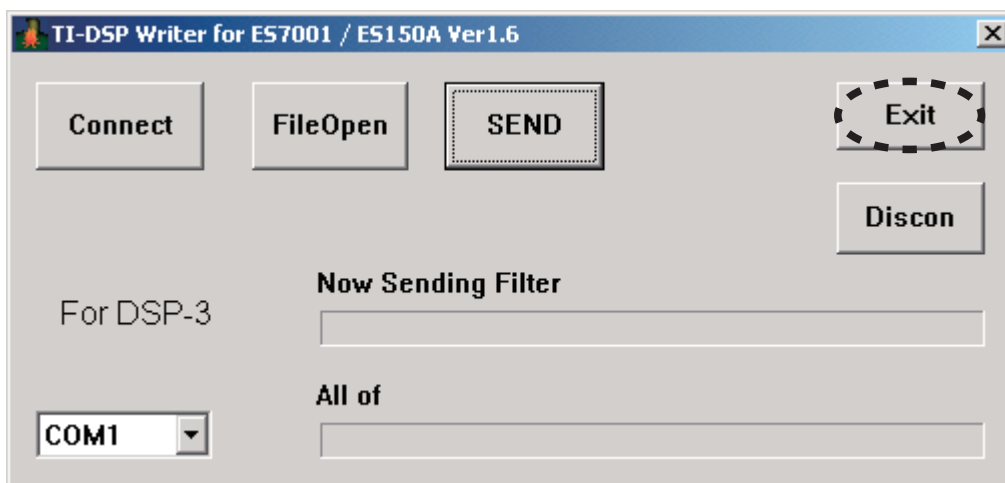 TI-DSP Writer for ES7001 / ES150A Ver1.6
Connect
FileOpen
SEND
Exit
Discon
Now Sending Filter
For DSP-3
All of
COM1